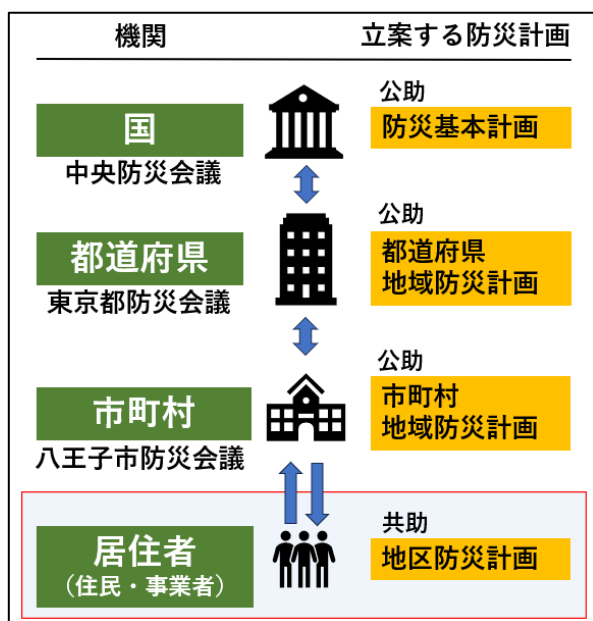 機関
立案する防災計画
国
中央防災会議
公助
防災基本計画
都道府県
東京都防災会議
公助
都道府県
地域防災計画
市町村
八王子市防災会議
公助
市町村
地域防災計画
居住者
（住民・事業者）
共助
地区防災計画